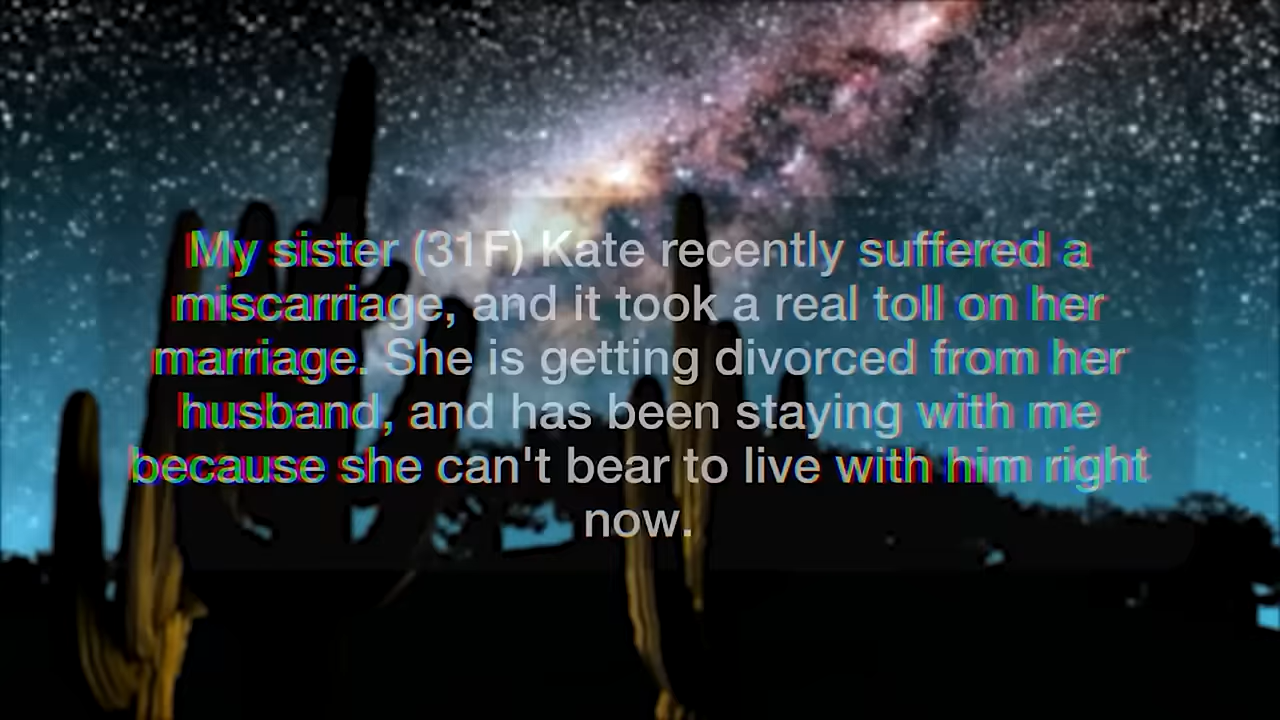 My sister (31F) Kate recently suffered a
miscarriage, and it took a real toll on her
marriage. She is getting divorced from her
husband, and has been staying with me
because she can't bear to live with him right
now.